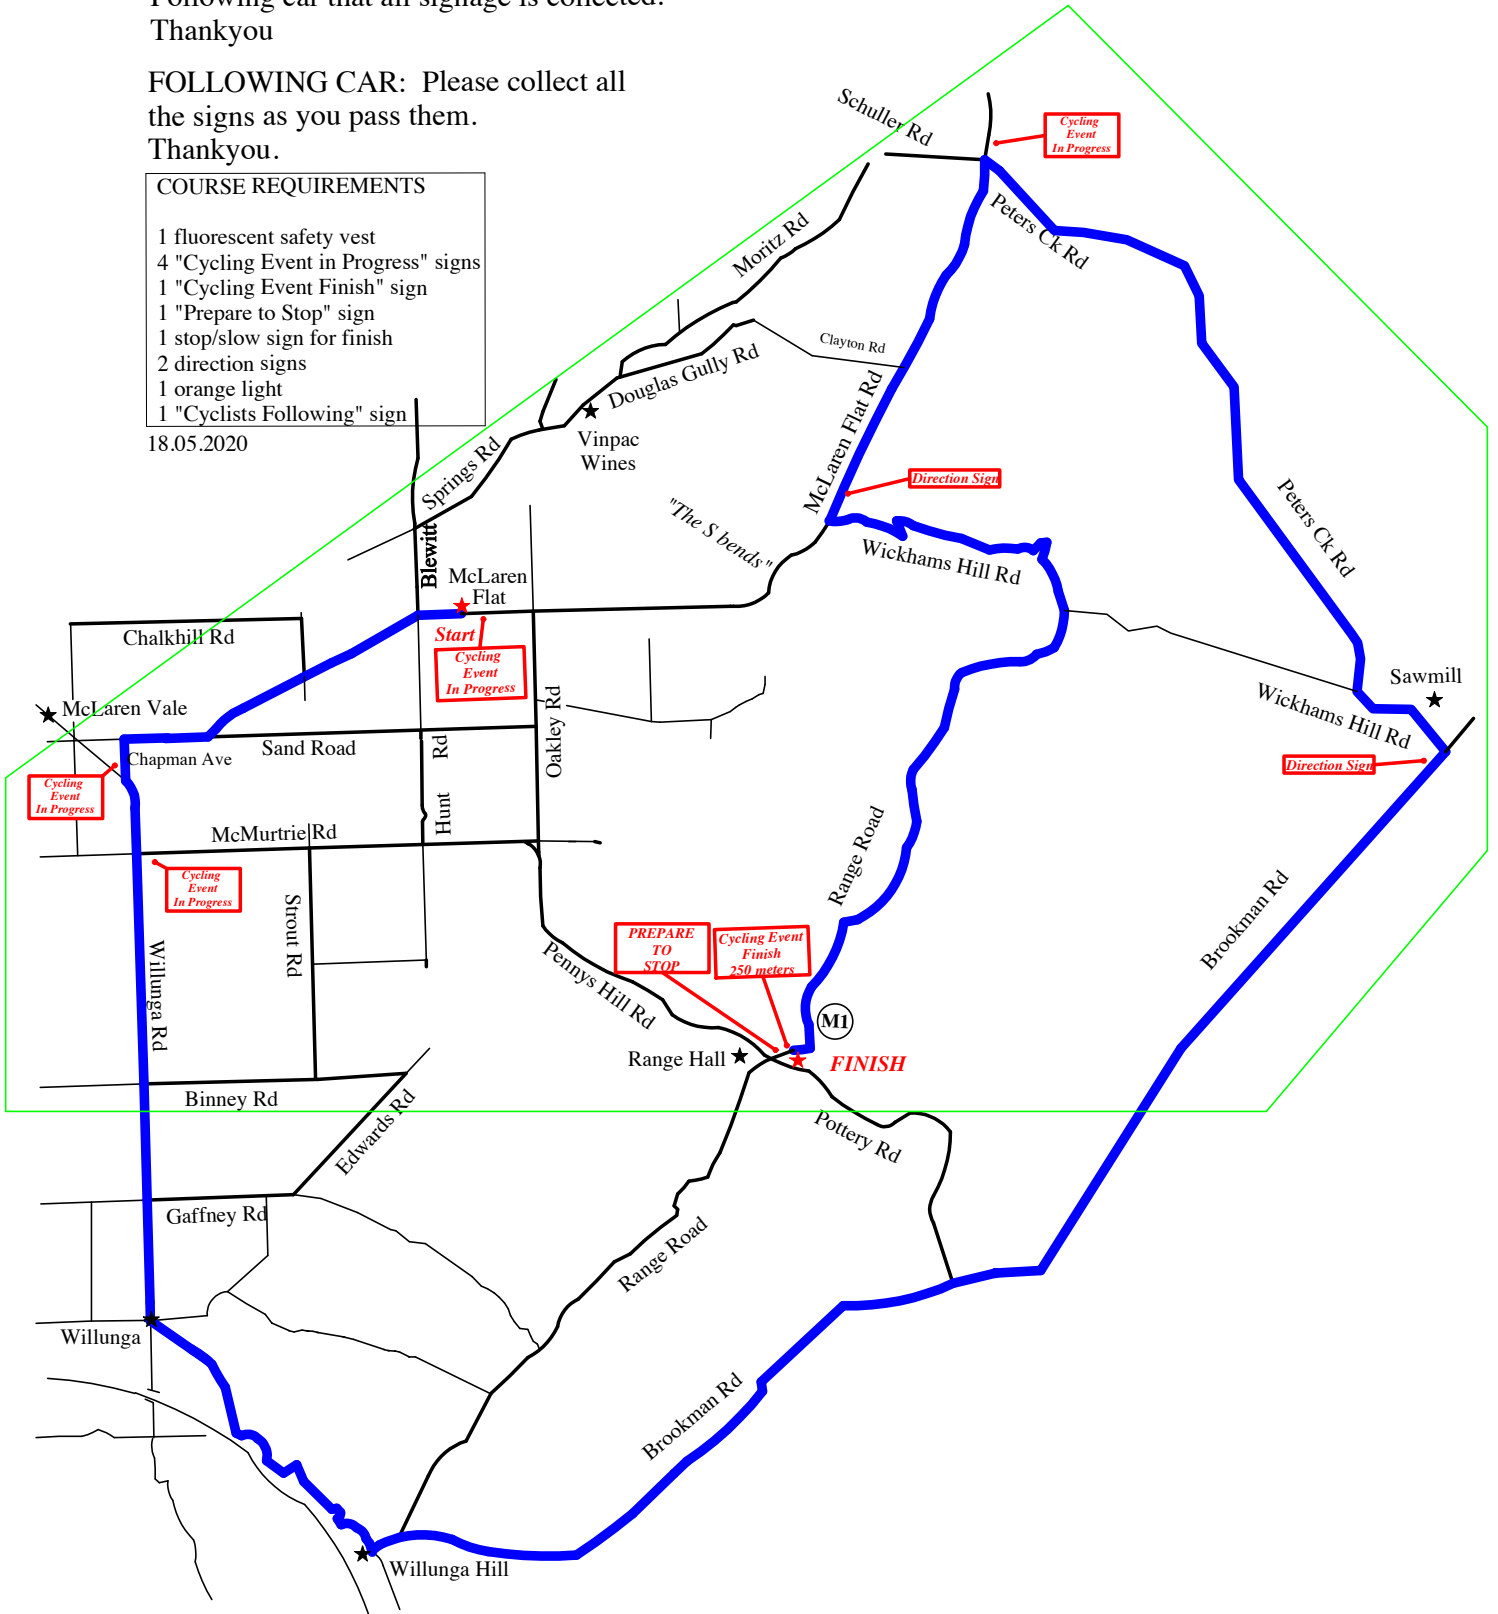 Following car that all signage is collected.
Thankyou
FOLLOWING CAR:  Please collect all
the signs as you pass them.
Thankyou.
COURSE REQUIREMENTS
1 fluorescent safety vest
4 "Cycling Event in Progress" signs
1 "Cycling Event Finish" sign
1 "Prepare to Stop" sign
1 stop/slow sign for finish
2 direction signs
1 orange light
1 "Cyclists Following" sign
18.05.2020
Schuller Rd
Cycling
Event
In Progress
Peters Ck Rd
Moritz Rd
Clayton Rd
Douglas Gully Rd
Vinpac
Wines
Springs Rd
McLaren Flat Rd
Direction Sign
"The S bends"
Wickhams Hill Rd
Peters Ck Rd
Blewitt
McLaren
Flat
Start
Cycling
Event
In Progress
Chalkhill Rd
McLaren Vale
Sawmill
Wickhams Hill Rd
Direction Sign
Oakley Rd
Sand Road
Rd
Hunt
Chapman Ave
Cycling
Event
In Progress
McMurtrie Rd
Cycling
Event
In Progress
Strout Rd
Range Road
Brookman Rd
PREPARE
TO
STOP
Cycling Event
Finish
250 meters
Willunga Rd
Pennys Hill Rd
M1
Range Hall
FINISH
Binney Rd
Edwards Rd
Pottery Rd
Gaffney Rd
Range Road
Willunga
Brookman Rd
Willunga Hill